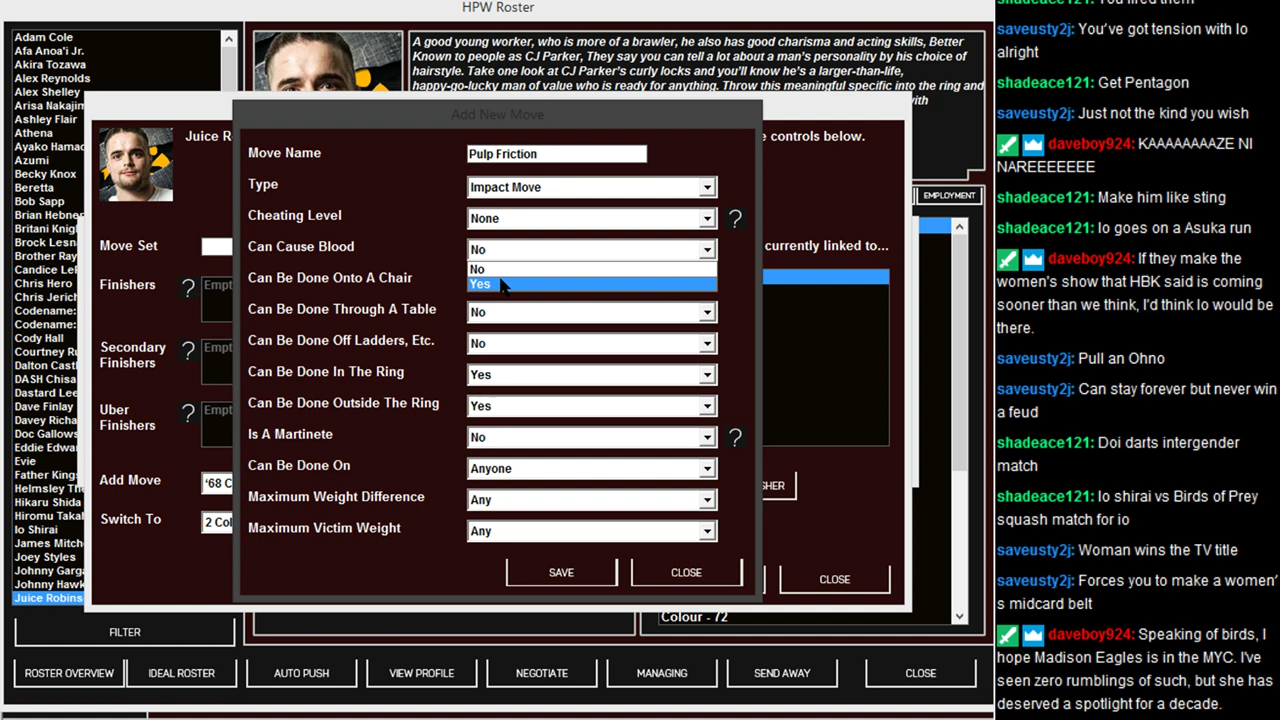 HPW Roster
Adam Cole
Afa Anoa'i Jr.
Akira Tozawa
Alex Reynolds
Alex Shelley
Arisa Nakajim
Ashley Flair
Athena
Ayako Hamad
Azumi
Becky Knox
Beretta
Bob Sapp
Brian Hebne
Britani Knigh
Brock Lesn
Brother Ray
Candice LeR
Chris Hero
Chris Jerich
Codename:
Codename:
Cody Hall
Courtney Ru
Dalton Castl
DASH Chisa
Dastard Lee
Dave Finlay
Davey Richa
Doc Gallows
Eddie Edwar
Evie
Father Kings
Helmsley Th
Hikaru Shida
Hiromu Takal
Io Shirai
James Mitch
Joey Styles
Johnny Garga
Johnny Hawk
Juice Robins
FILTER
A good young worker, who is more of a brawler, he also has good charisma and acting skills, Better
Known to people as CJ Parker, They say you can tell a lot about a man's personality by his choice of
hairstyle. Take one look at CJ Parker's curly locks and you'll know he's a larger-than-life,
happy-go-lucky man of value who is ready for anything. Throw this meaningful specific into the ring and
with
EMPLOYMENT
Juice R
e controls below.
Move Set
currently linked to...
Finishers
?
Empt
Secondary
Finishers
?
Empt
Uber
Finishers
?
Empt
Add Move
'68 C
SHER
Switch To
2 Col
CLOSE
Colour - 72
Add New Move
Move Name
Pulp Friction
Type
Impact Move
Cheating Level
None
?
Can Cause Blood
No
No
Yes
Can Be Done Onto A Chair
Can Be Done Through A Table
No
Can Be Done Off Ladders, Etc.
No
Can Be Done In The Ring
Yes
Can Be Done Outside The Ring
Yes
Is A Martinete
No
?
Can Be Done On
Anyone
Maximum Weight Difference
Any
Maximum Victim Weight
Any
SAVE
CLOSE
ROSTER OVERVIEW
IDEAL ROSTER
AUTO PUSH
VIEW PROFILE
NEGOTIATE
MANAGING
SEND AWAY
CLOSE
shadeace121: You fired them
saveusty2j: You've got tension with Io
alright
shadeace121: Get Pentagon
saveusty2j: Just not the kind you wish
daveboy924: KAAAAAAAZE NI
NAREEEEEEE
shadeace121: Make him like sting
shadeace121: Io goes on a Asuka run
daveboy924: If they make the
women's show that HBK said is coming
sooner than we think, I'd think Io would be
there.
saveusty2j: Pull an Ohno
saveusty2j: Can stay forever but never win
a feud
shadeace121: Doi darts intergender
match
shadeace121: Io shirai vs Birds of Prey
squash match for io
saveusty2j: Woman wins the TV title
saveusty2j: Forces you to make a women'
s midcard belt
daveboy924: Speaking of birds, I
hope Madison Eagles is in the MYC. I've
seen zero rumblings of such, but she has
deserved a spotlight for a decade.